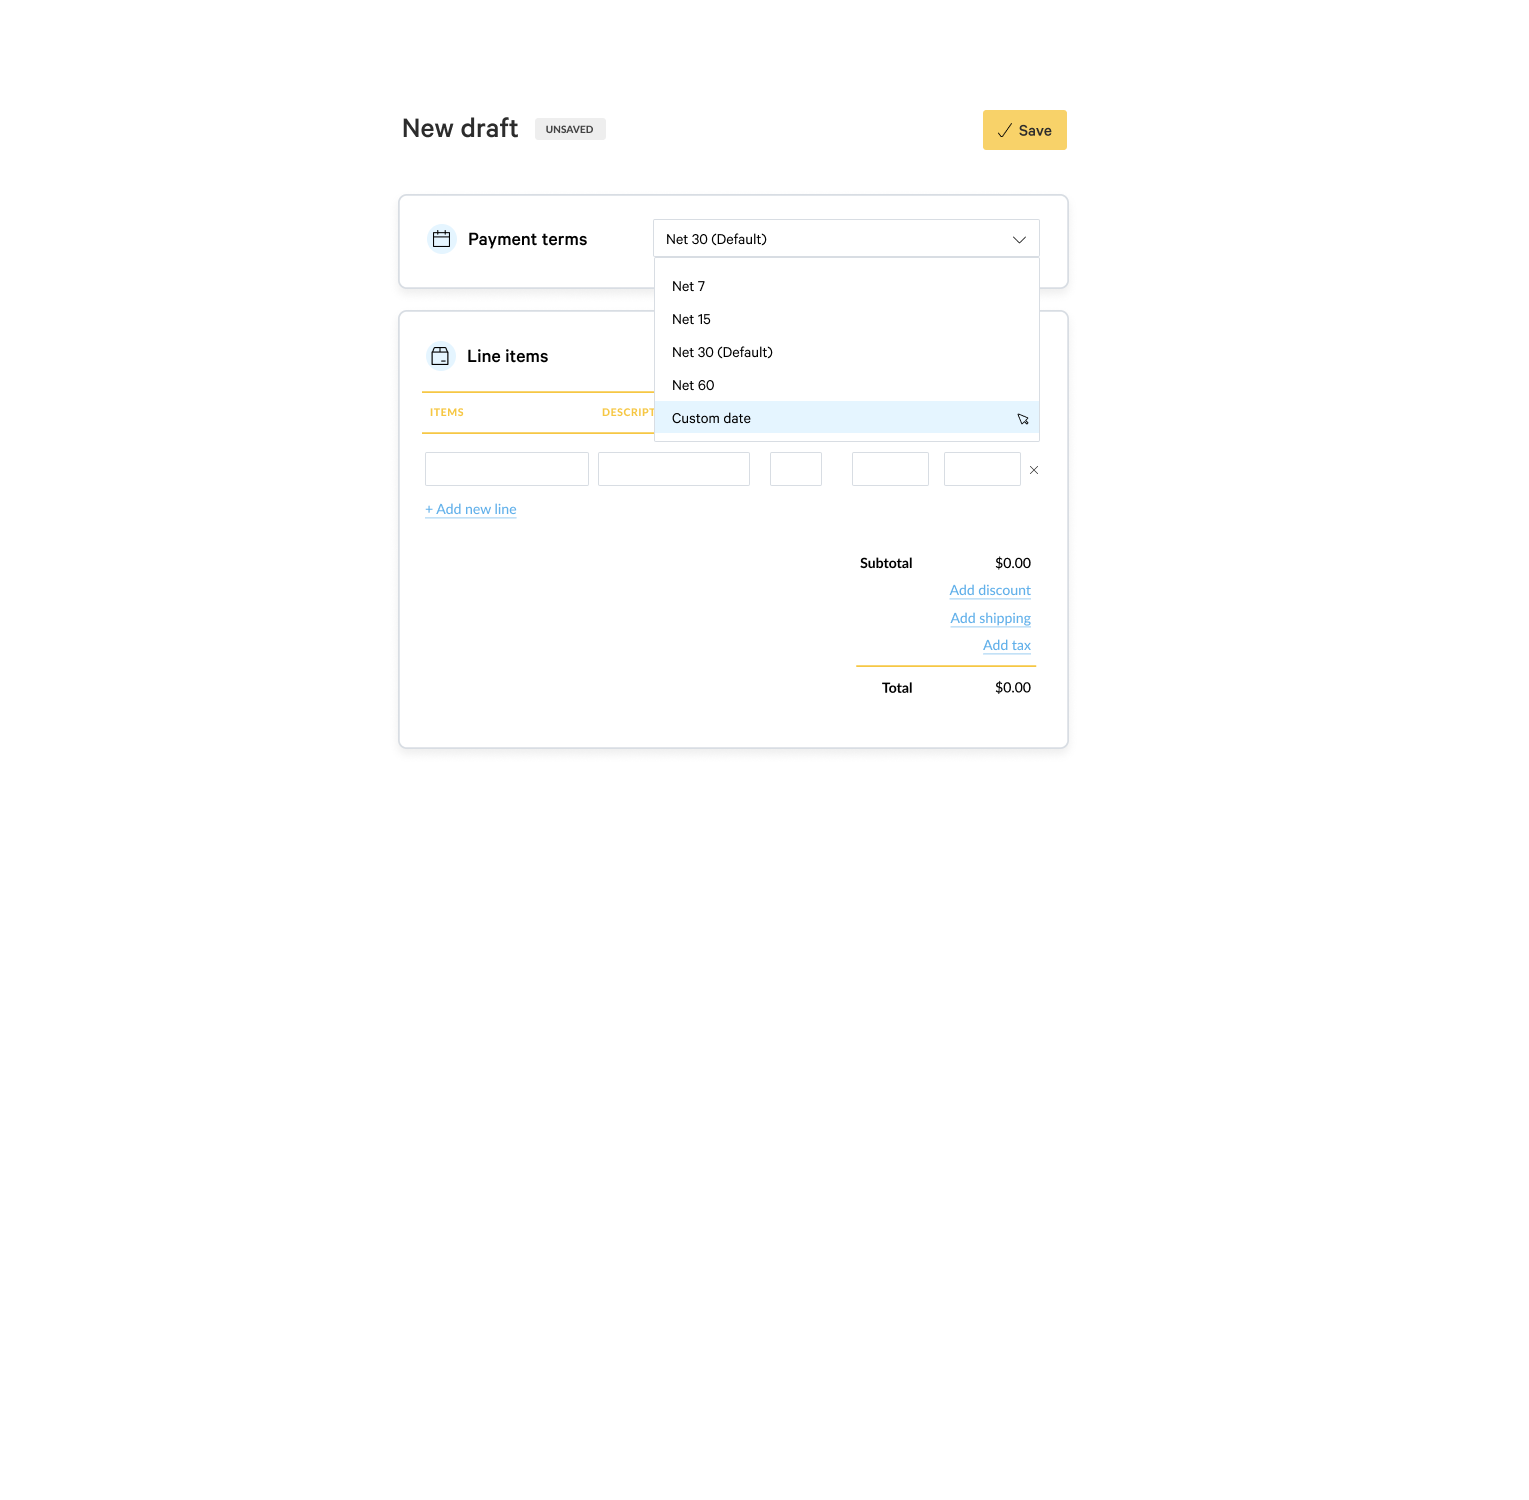 New draft UNSAVED
Save
Payment terms
Net 30 (Default)
Net 7
Net 15
Net 30 (Default)
Net 60
Custom date
Line items
ITEMS DESCRIPT
+ Add new line
Subtotal $0.00
Add discount
Add shipping
Add tax
Total $0.00